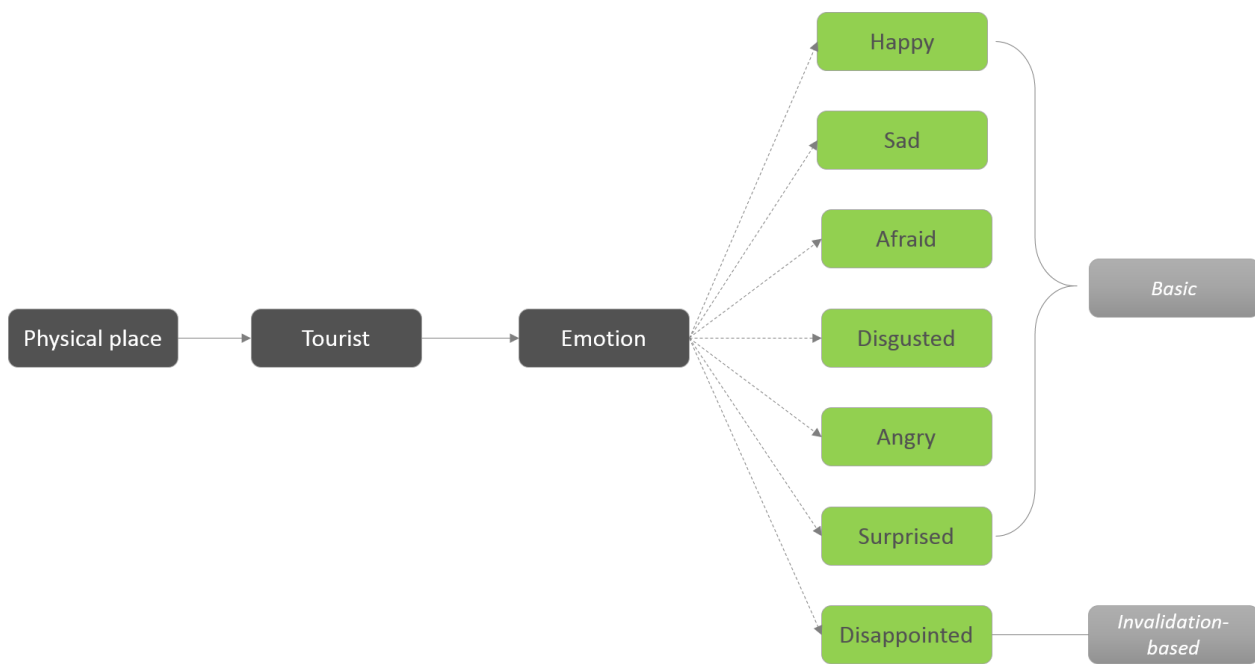 Physical place
Tourist
Emotion
Happy
Sad
Afraid
Disgusted
Angry
Surprised
Disappointed
Basic
Invalidation-
based